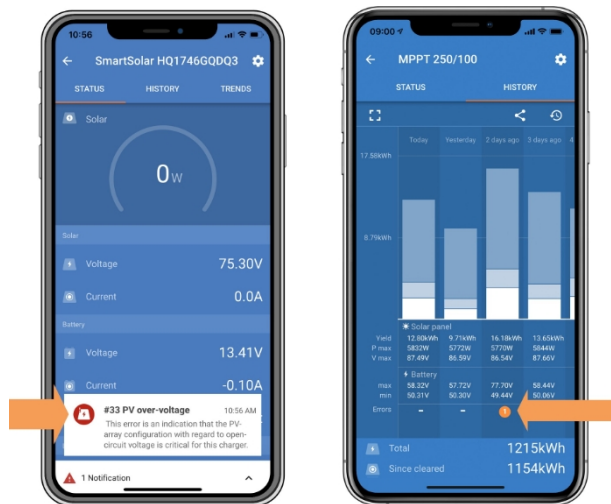 10:56
SmartSolar HQ1746GQDQ3
STATUS HISTORY TRENDS
Solar
0W
Solar
Voltage 75.30V
Current 0.0A
Battery
Voltage 13.41V
Current -0.10A
#33 PV over-voltage 10:56 AM
This error is an indication that the PV-
array configuration with regard to open-
circuit voltage is critical for this charger.
1 Notification
09:00
MPPT 250/100
STATUS HISTORY
Today Yesterday 2 days ago 3 days ago 4
17.58kWh
8.79kWh
Solar panel
Yield 12.80kWh 9.71kWh 16.18kWh 13.65kWh
P max 5832W 5772W 5770W 5844W
V max 87.49V 86.59V 86.54V 87.66V
Battery
max 58.32V 57.72V 77.70V 58.44V
min 50.31V 50.30V 49.44V 50.06V
Errors – – 1
Total 1215kWh
Since cleared 1154kWh